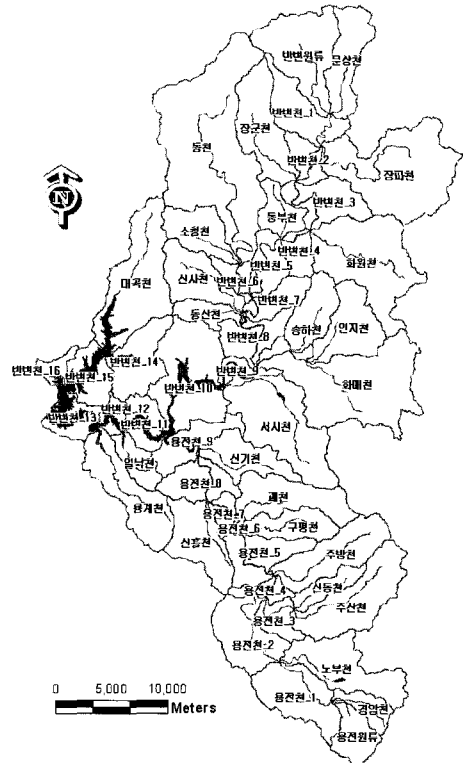 반변원류
문상천
반변천_1
동천
장군천
반변천_2
장파천
N
반변천_3
동부천
소청천
반변천_4
화원천
반변천_5
대곡천
신사천
반변천_6
반변천_7
동산천
승하천
인지천
반변천_8
반변천_14
반변천_16
반변천_15
반변천_9
반변천_10
화매천
반변천_12
반변천_13
반변천_11
서시천
용전천_9
임난천
신기천
용전천_8
괘천
용계천
용전천_7
구평천
신흥천
용전천_6
용전천_5
주방천
신등천
용전천_4
주산천
용전천_3
용전천_2
노부천
0 5,000 10,000
Meters
용전천_1
경양천
용전원류